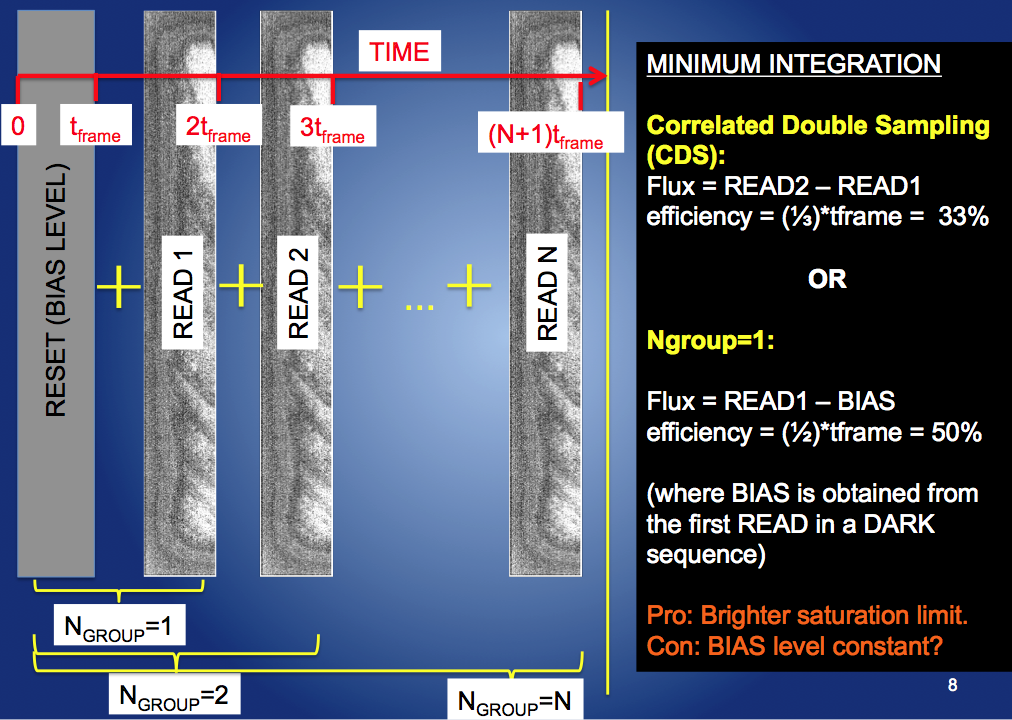 TIME
0
tframe
2tframe
3tframe
(N+1)tframe
RESET (BIAS LEVEL)
+
READ 1
+
READ 2
+
...
+
READ N
NGROUP=1
NGROUP=2
NGROUP=N
MINIMUM INTEGRATION
Correlated Double Sampling
(CDS):
Flux = READ2 – READ1
efficiency = (⅓)*tframe = 33%
OR
Ngroup=1:
Flux = READ1 – BIAS
efficiency = (½)*tframe = 50%
(where BIAS is obtained from
the first READ in a DARK
sequence)
Pro: Brighter saturation limit.
Con: BIAS level constant?
8